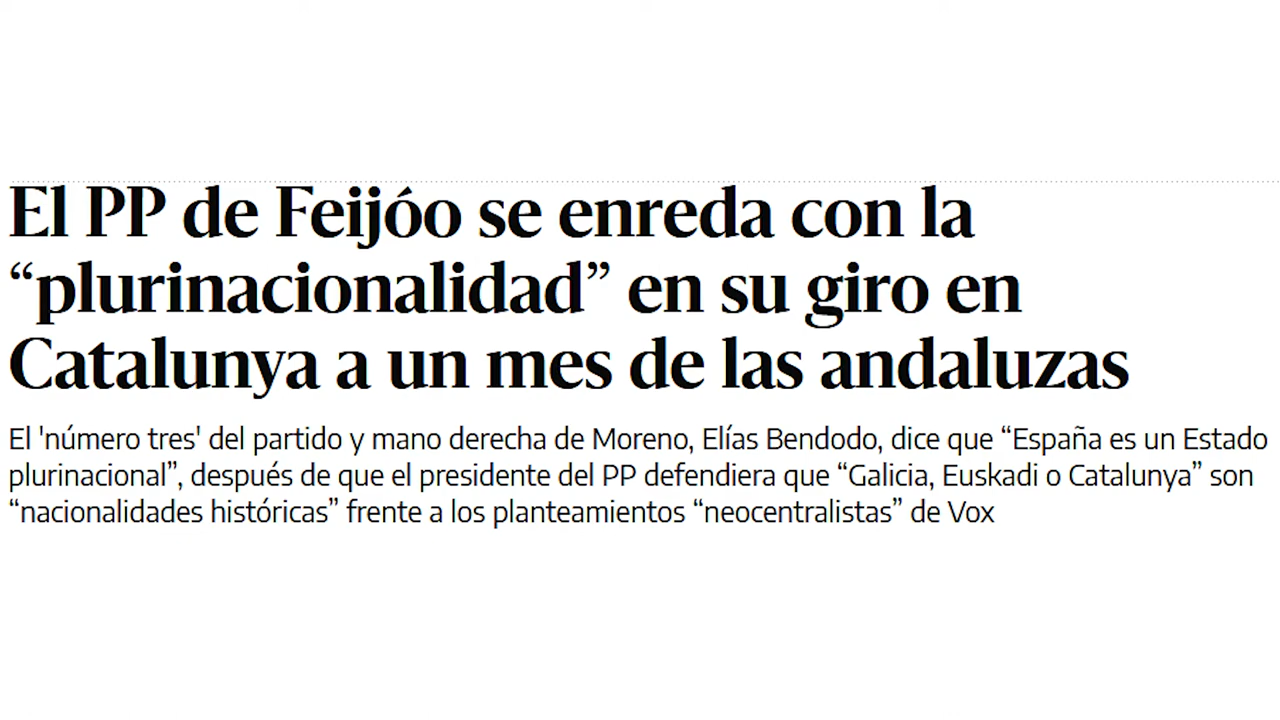 El PP de Feijóo se enreda con la
“plurinacionalidad” en su giro en
Catalunya a un mes de las andaluzas
El 'número tres' del partido y mano derecha de Moreno, Elías Bendodo, dice que “España es un Estado
plurinacional”, después de que el presidente del PP defendiera que “Galicia, Euskadi o Catalunya” son
“nacionalidades históricas” frente a los planteamientos “neocentralistas” de Vox